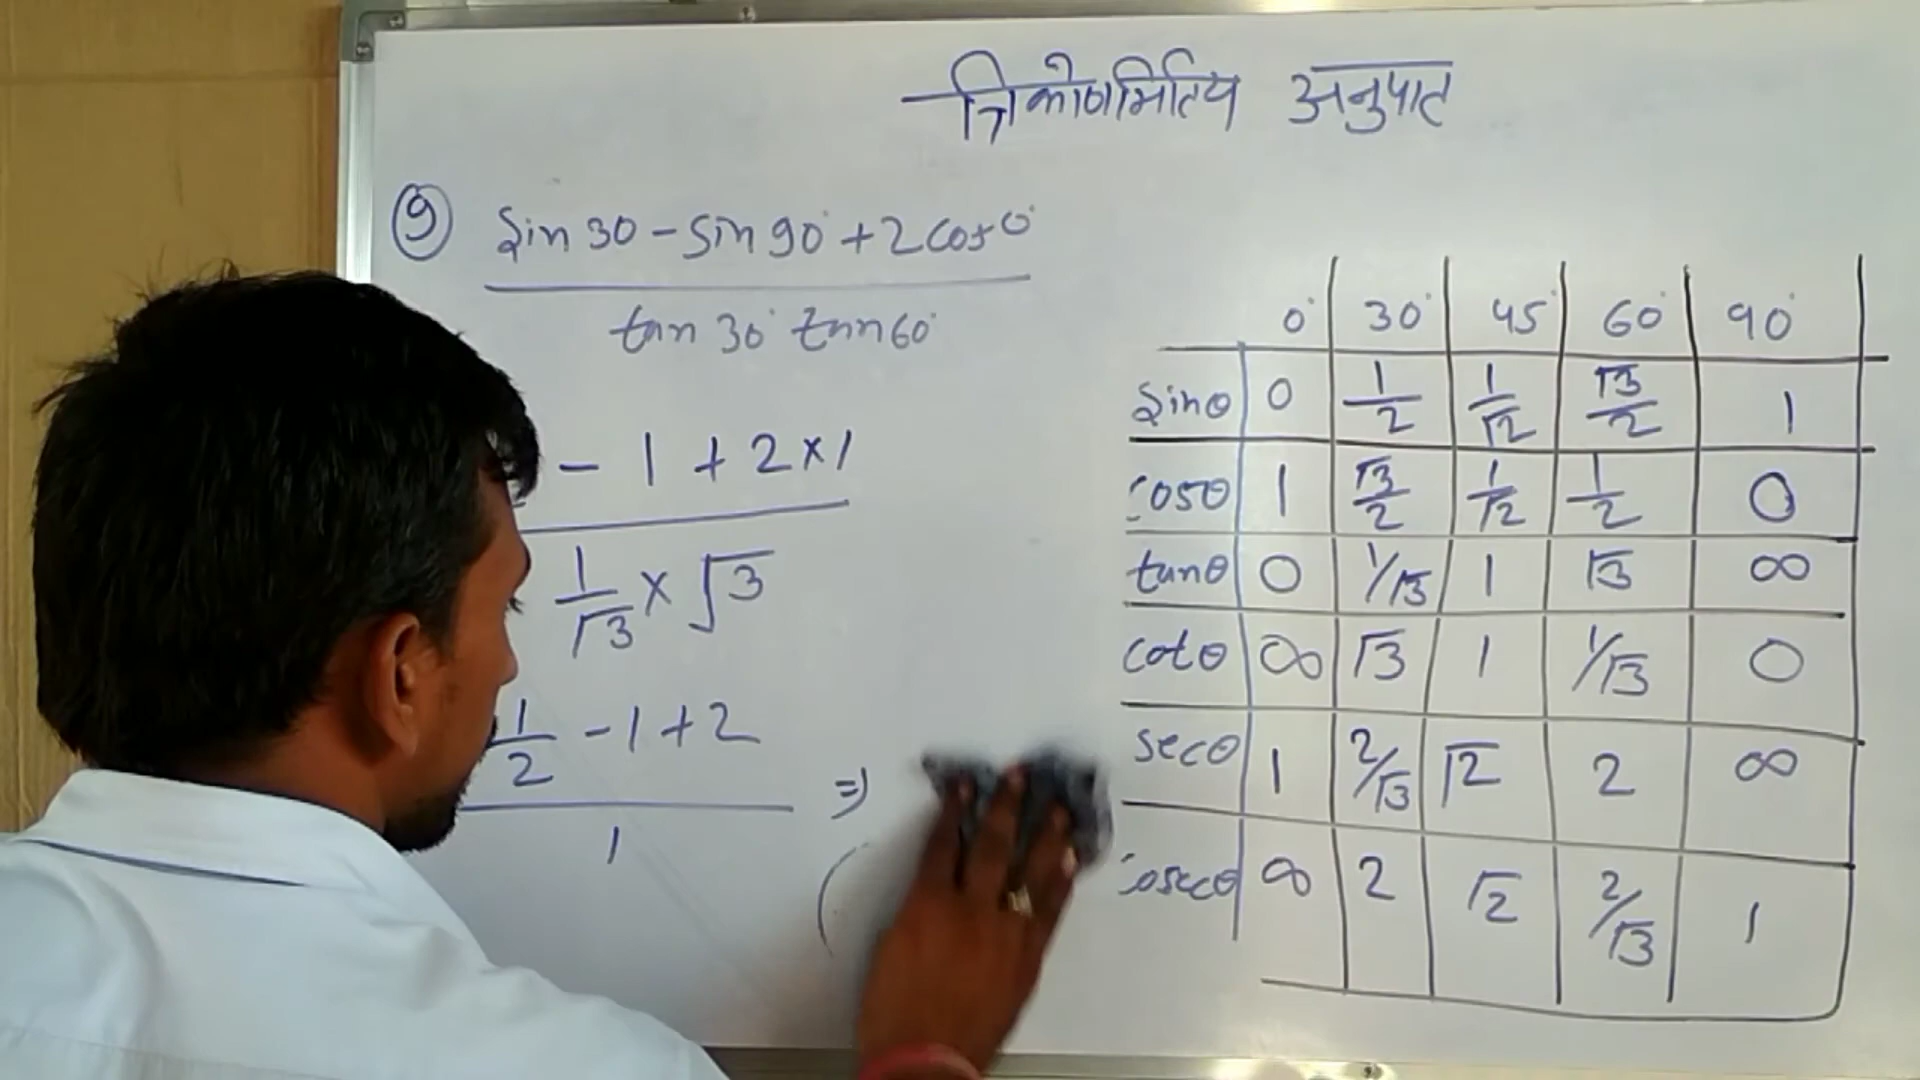 त्रिकोणमितिय अनुपात
9 sin 30 - sin 90° + 2 cos 0°
tan 30° tan 60°
- 1 + 2 × 1
1/√3 × √3
1/2 - 1 + 2
1
⇒
0° 30° 45° 60° 90°
sinθ 0 1/2 1/√2 √3/2 1
cosθ 1 √3/2 1/√2 1/2 0
tanθ 0 1/√3 1 √3 ∞
cotθ ∞ √3 1 1/√3 0
secθ 1 2/√3 √2 2 ∞
cosecθ ∞ 2 √2 2/√3 1